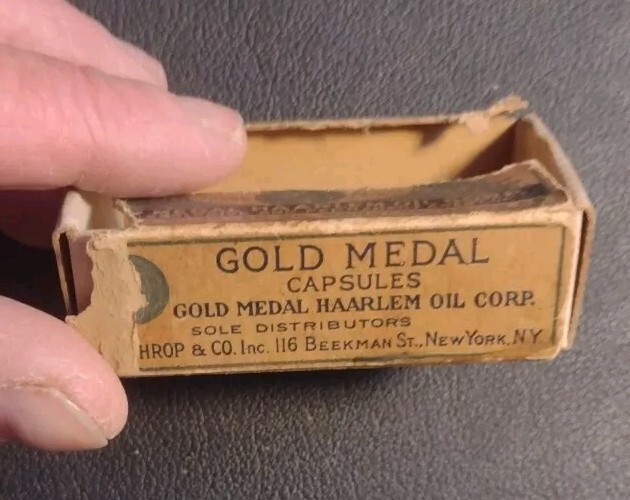 GOLD MEDAL
CAPSULES
GOLD MEDAL HAARLEM OIL CORP.
SOLE DISTRIBUTORS
HROP & CO. Inc. 116 BEEKMAN ST., NEW YORK, N.Y.